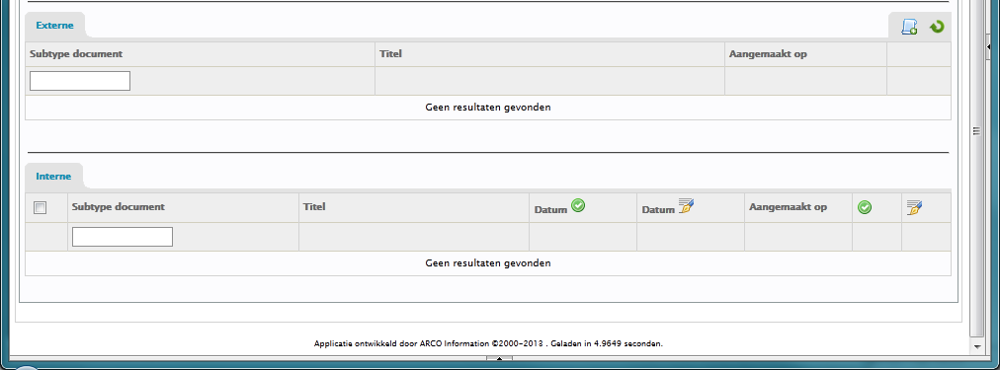 Externe
Subtype document Titel Aangemaakt op
Geen resultaten gevonden
Interne
Subtype document Titel Datum Datum Aangemaakt op
Geen resultaten gevonden
Applicatie ontwikkeld door ARCO Information ©2000-2013 . Geladen in 4.9649 seconden.